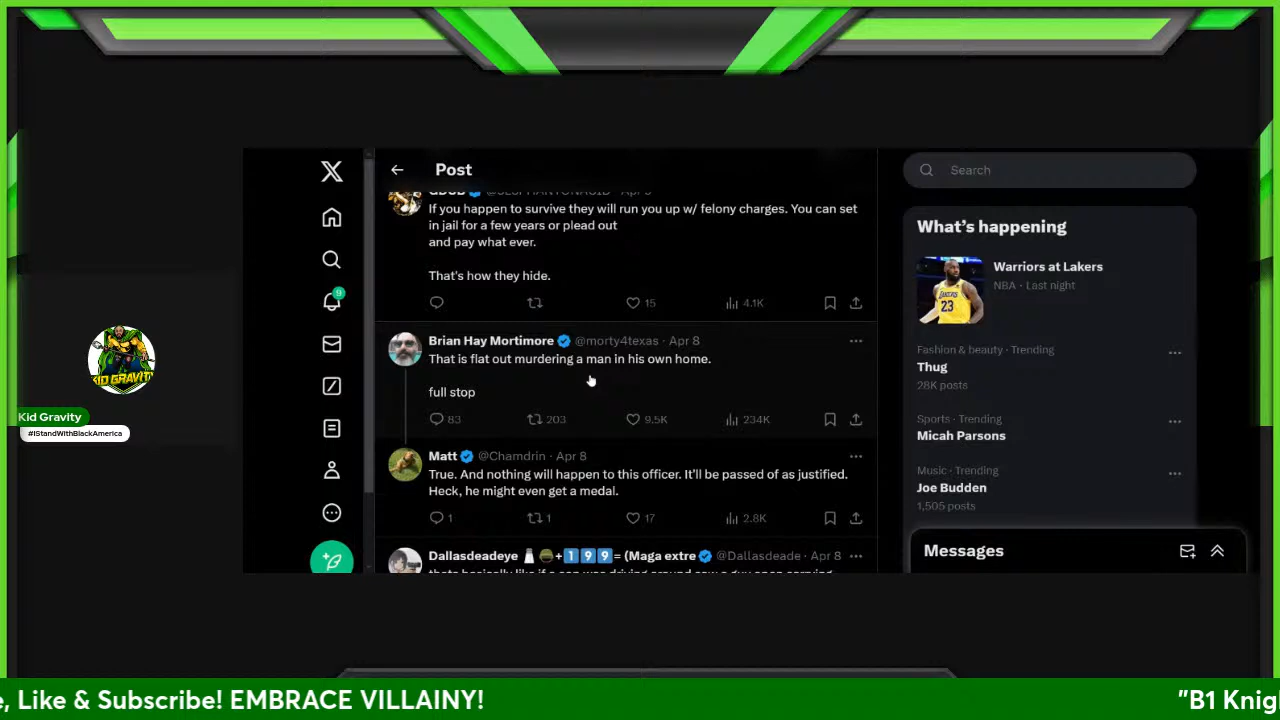 Post
Search
If you happen to survive they will run you up w/ felony charges. You can set
in jail for a few years or plead out
and pay what ever.
That's how they hide.
15
4.1K
Brian Hay Mortimore @morty4texas · Apr 8
That is flat out murdering a man in his own home.
full stop
83
203
9.5K
234K
Matt @Chamdrin · Apr 8
True. And nothing will happen to this officer. It'll be passed of as justified.
Heck, he might even get a medal.
1
1
17
2.8K
Dallasdeadeye +199= (Maga extre @Dallasdeade · Apr 8
What's happening
Warriors at Lakers
NBA · Last night
Fashion & beauty · Trending
Thug
28K posts
Sports · Trending
Micah Parsons
Music · Trending
Joe Budden
1,505 posts
Messages
9
KID GRAVITY
Kid Gravity
#IStandWithBlackAmerica
, Like & Subscribe! EMBRACE VILLAINY!
"B1